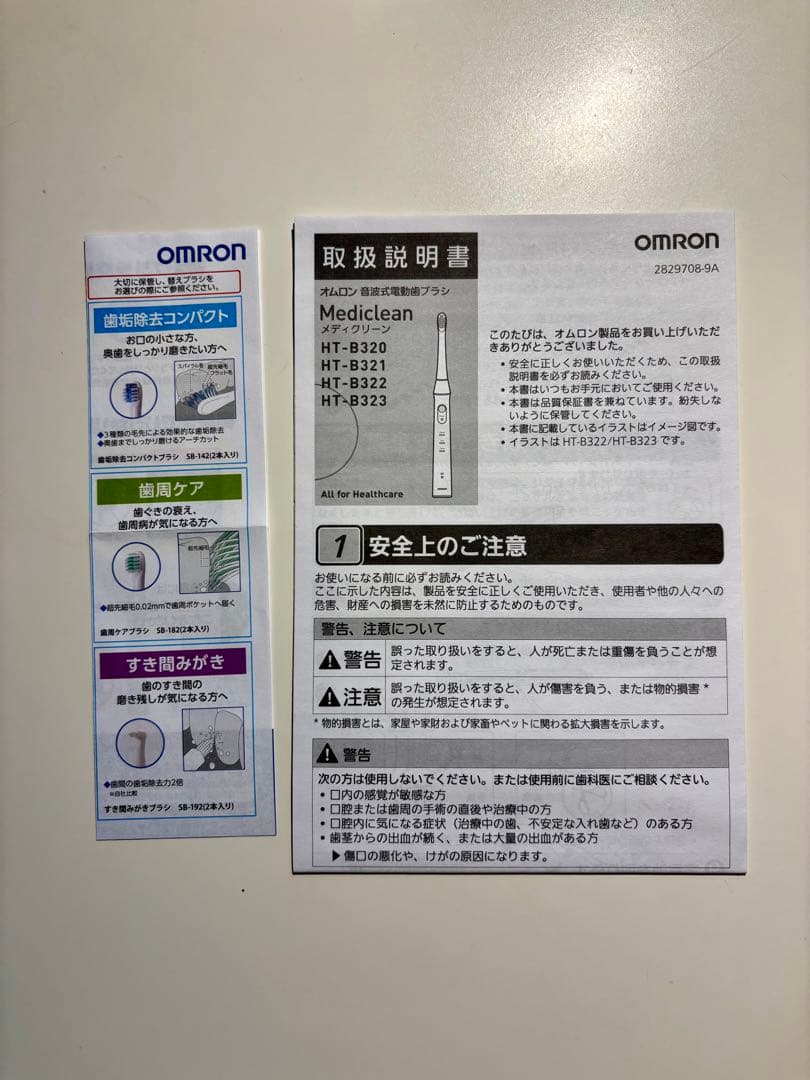 OMRON
大切に保管し、替えブラシを
お選びの際にご参照ください。
歯垢除去コンパクト
お口の小さな方、
奥歯をしっかり磨きたい方へ
スパイラル毛
超先細毛
フラット毛
◆3種類の毛先による効果的な歯垢除去
◆奥歯までしっかり磨けるアーチカット
歯垢除去コンパクトブラシ SB-142(2本入り)
歯周ケア
歯ぐきの衰え、
歯周病が気になる方へ
超先細毛
◆超先細毛0.02mmで歯周ポケットへ届く
歯周ケアブラシ SB-182(2本入り)
すき間みがき
歯のすき間の
磨き残しが気になる方へ
◆歯間の歯垢除去力2倍
※自社比較
すき間みがきブラシ SB-192(2本入り)
取扱説明書
オムロン 音波式電動歯ブラシ
Mediclean
メディクリーン
HT-B320
HT-B321
HT-B322
HT-B323
All for Healthcare
OMRON
2829708-9A
このたびは、オムロン製品をお買い上げいただ
きありがとうございました。
• 安全に正しくお使いいただくため、この取扱
説明書を必ずお読みください。
• 本書はいつもお手元においてご使用ください。
• 本書は品質保証書を兼ねています。紛失しな
いように保管してください。
• 本書に記載しているイラストはイメージ図です。
• イラストは HT-B322/HT-B323 です。
1 安全上のご注意
お使いになる前に必ずお読みください。
ここに示した内容は、製品を安全に正しくご使用いただき、使用者や他の人々への
危害、財産への損害を未然に防止するためのものです。
警告、注意について
警告 誤った取り扱いをすると、人が死亡または重傷を負うことが想
定されます。
注意 誤った取り扱いをすると、人が傷害を負う、または物的損害*
の発生が想定されます。
* 物的損害とは、家屋や家財および家畜やペットに関わる拡大損害を示します。
警告
次の方は使用しないでください。または使用前に歯科医にご相談ください。
• 口内の感覚が敏感な方
• 口腔または歯周の手術の直後や治療中の方
• 口腔内に気になる症状（治療中の歯、不安定な入れ歯など）のある方
• 歯茎からの出血が続く、または大量の出血がある方
▶傷口の悪化や、けがの原因になります。